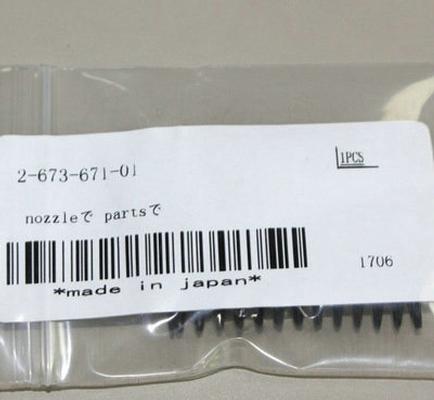 2-673-671-01
1PCS
nozzleで partsで
*made in japan*
1706